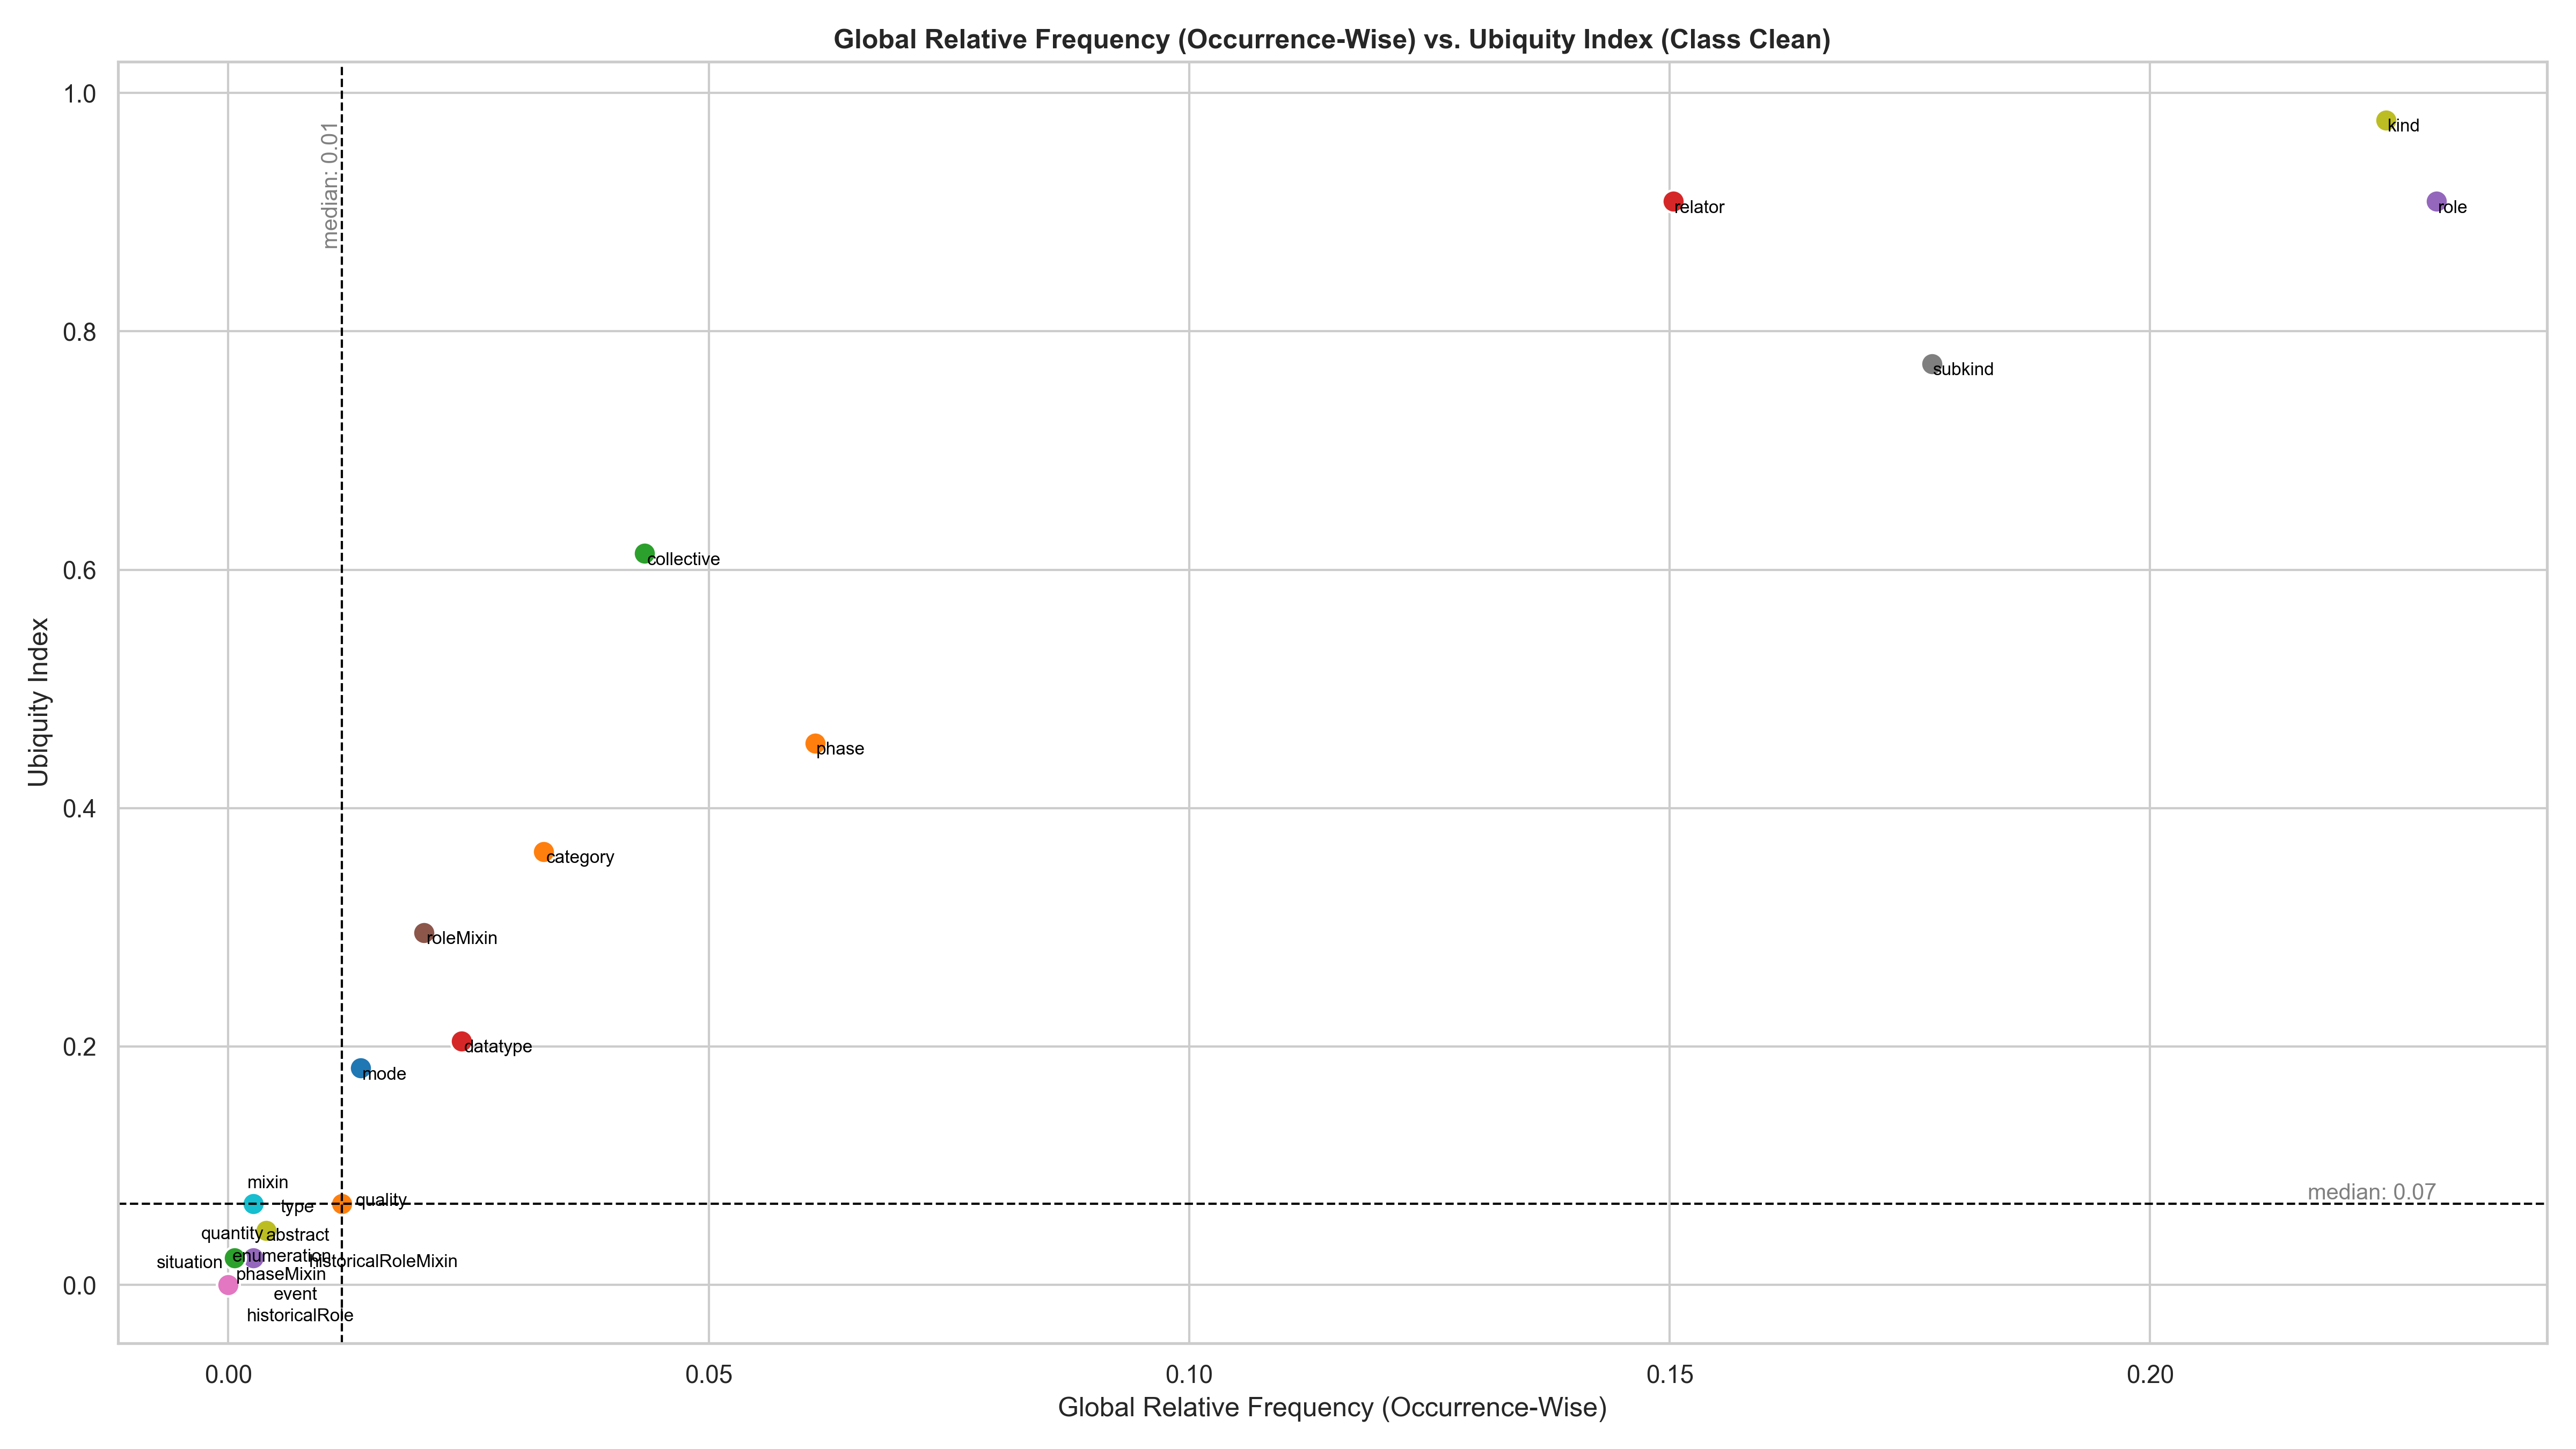 Global Relative Frequency (Occurrence-Wise) vs. Ubiquity Index (Class Clean)
1.0
0.8
0.6
0.4
0.2
0.0
Ubiquity Index
median: 0.01
kind
relator
role
subkind
collective
phase
category
roleMixin
datatype
mode
mixin
type
quality
median: 0.07
quantity
abstract
enumeration
situation
historicalRoleMixin
phaseMixin
event
historicalRole
0.00
0.05
0.10
0.15
0.20
Global Relative Frequency (Occurrence-Wise)